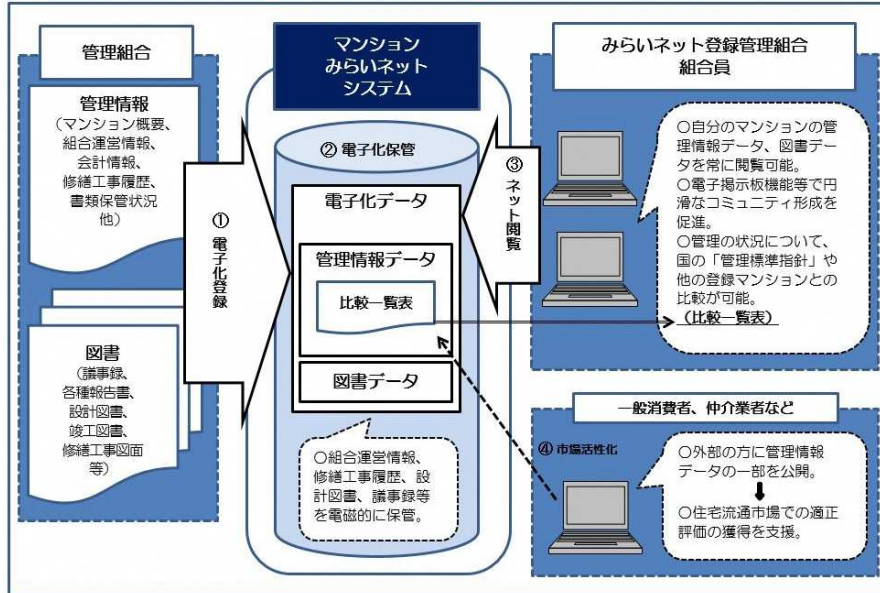 管理組合
管理情報
(マンション概要、
組合運営情報、
会計情報、
修繕工事履歴、
書類保管状況
他)
図書
(議事録、
各種報告書、
設計図書、
竣工図書、
修繕工事図面
等)
① 電子化登録
マンション
みらいネット
システム
② 電子化保管
電子化データ
管理情報データ
比較一覧表
図書データ
○組合運営情報、
修繕工事履歴、設
計図書、議事録等
を電磁的に保管。
③ ネット閲覧
みらいネット登録管理組合
組合員
○自分のマンションの管
理情報データ、図書デー
タを常に閲覧可能。
○電子掲示板機能等で円
滑なコミュニティ形成を
促進。
○管理の状況について、
国の「管理標準指針」や
他の登録マンションとの
比較が可能。
(比較一覧表)
一般消費者、仲介業者など
④ 市場活性化
○外部の方に管理情報
データの一部を公開。
○住宅流通市場での適正
評価の獲得を支援。